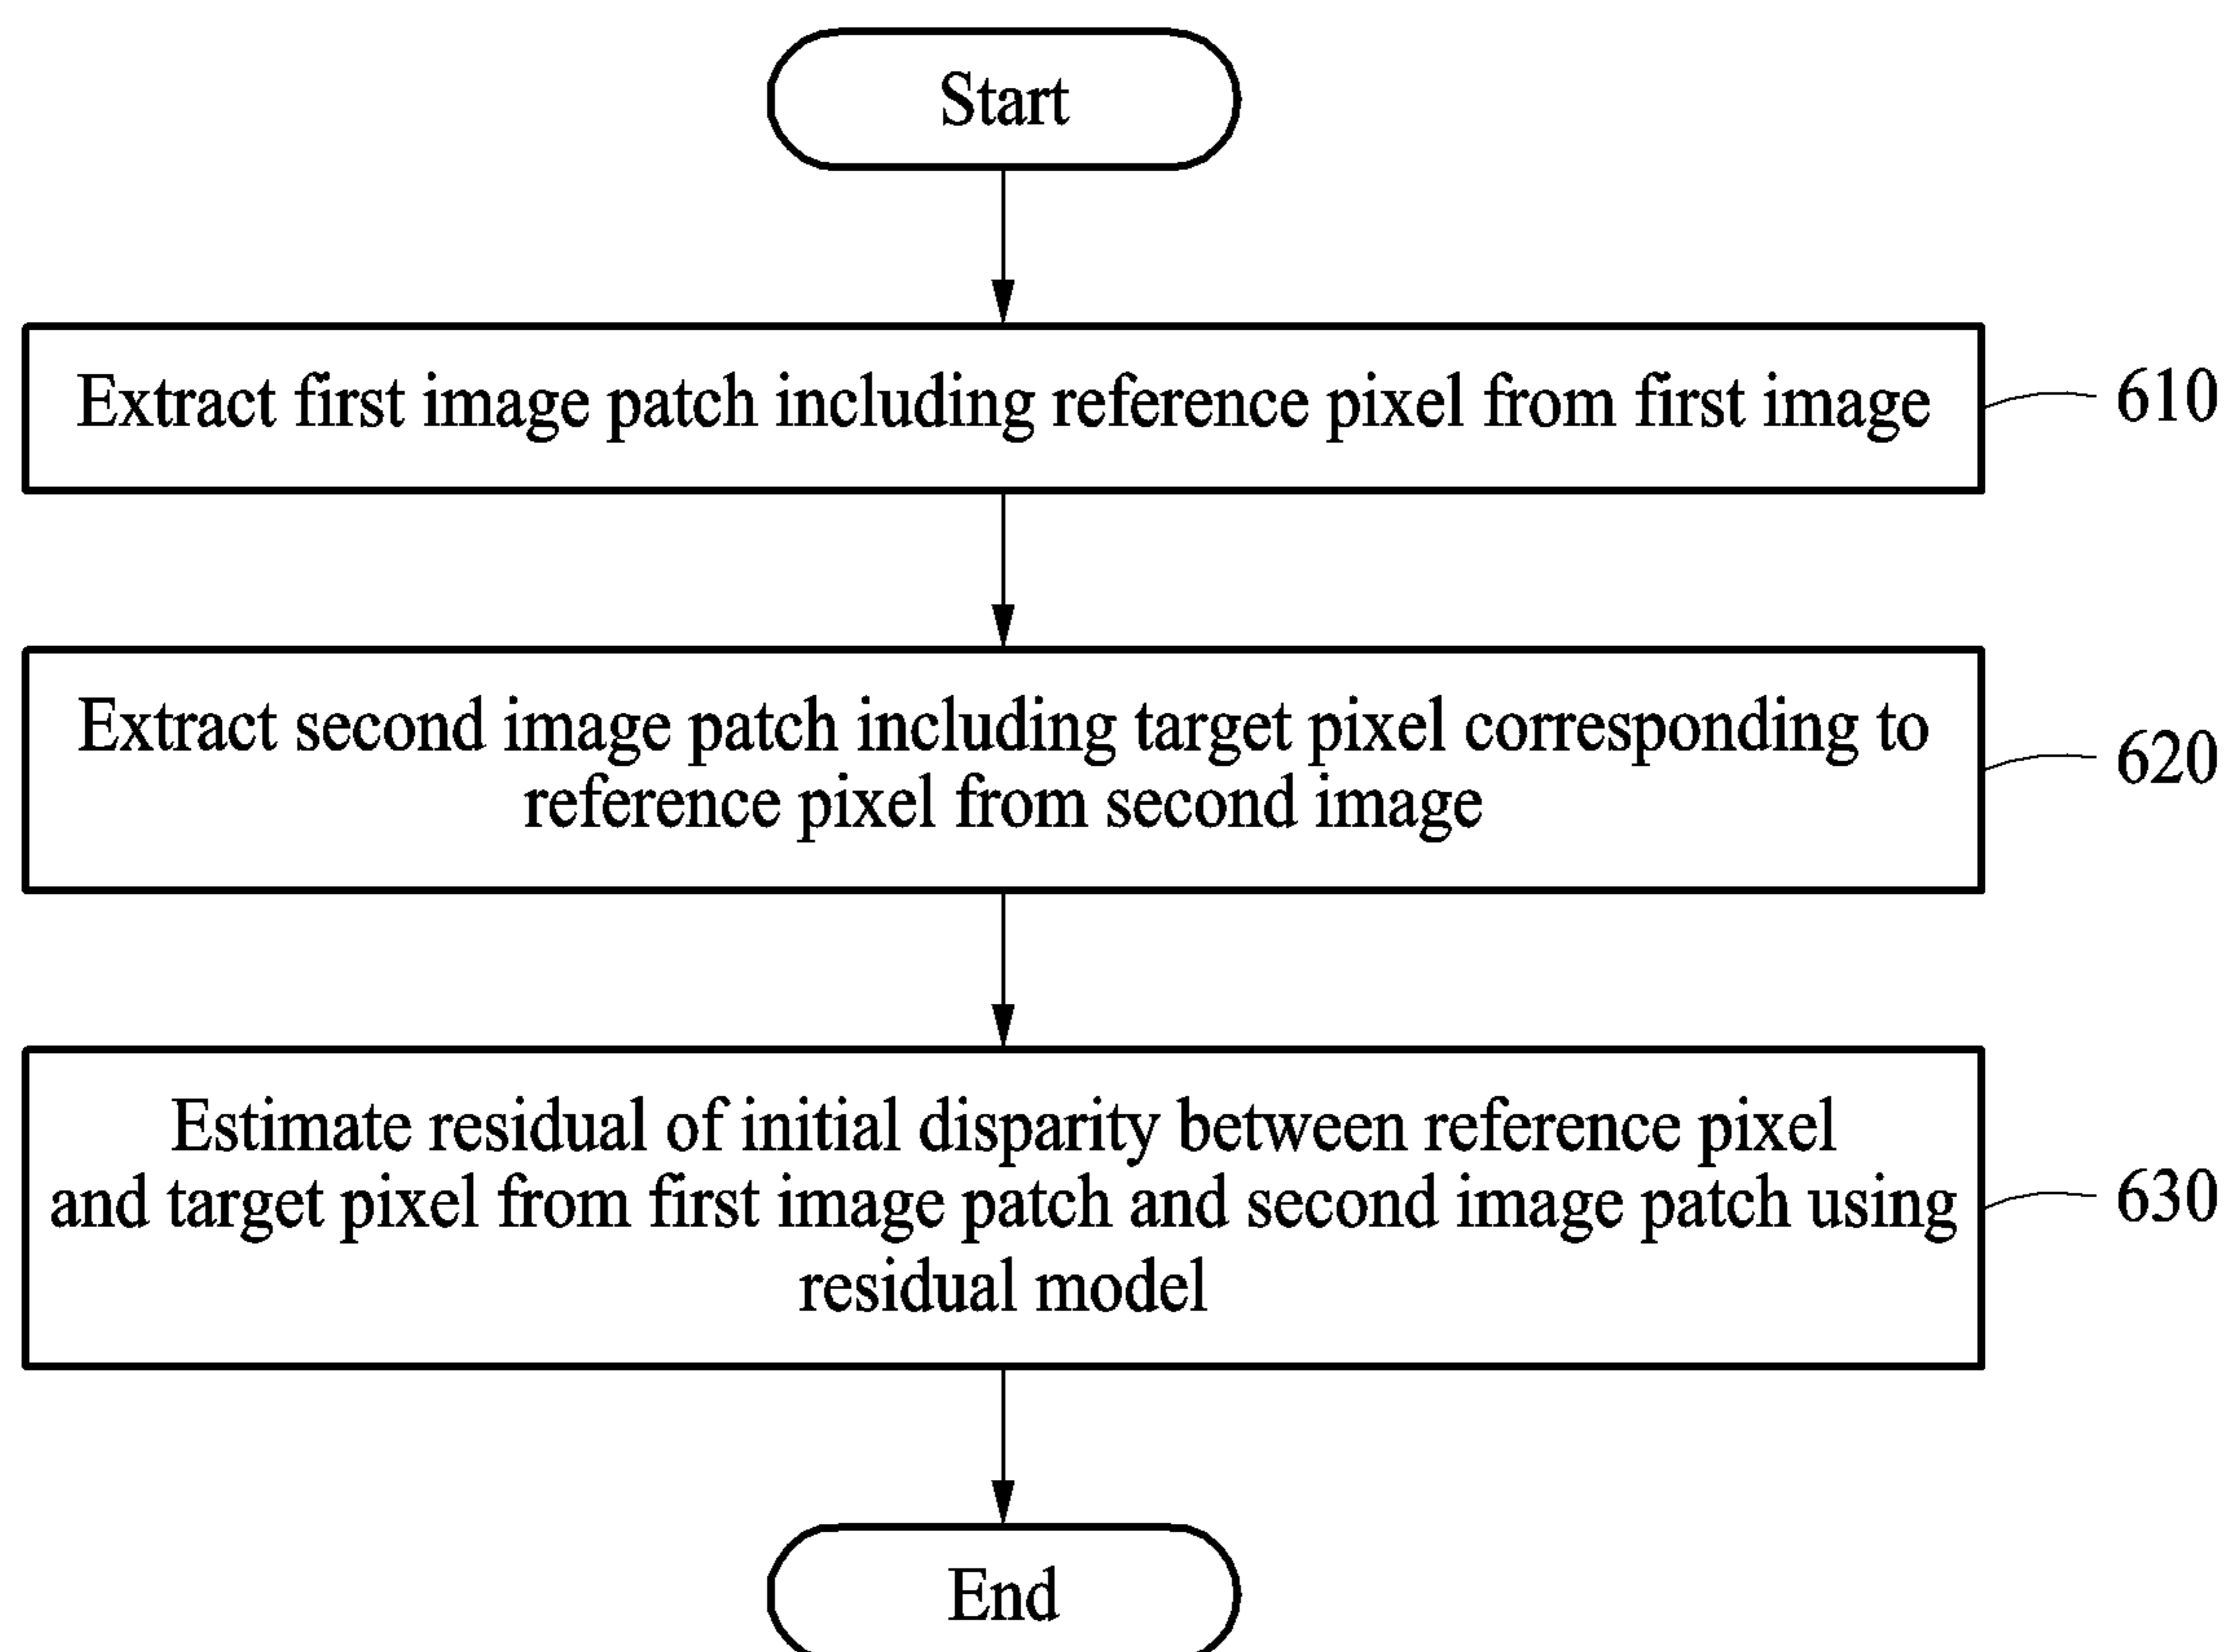 Start
Extract first image patch including reference pixel from first image
610
Extract second image patch including target pixel corresponding to
reference pixel from second image
620
Estimate residual of initial disparity between reference pixel
and target pixel from first image patch and second image patch using
residual model
630
End